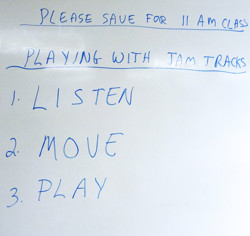 PLEASE SAVE FOR 11 AM CLASS
PLAYING WITH JAM TRACKS
1. LISTEN
2. MOVE
3. PLAY